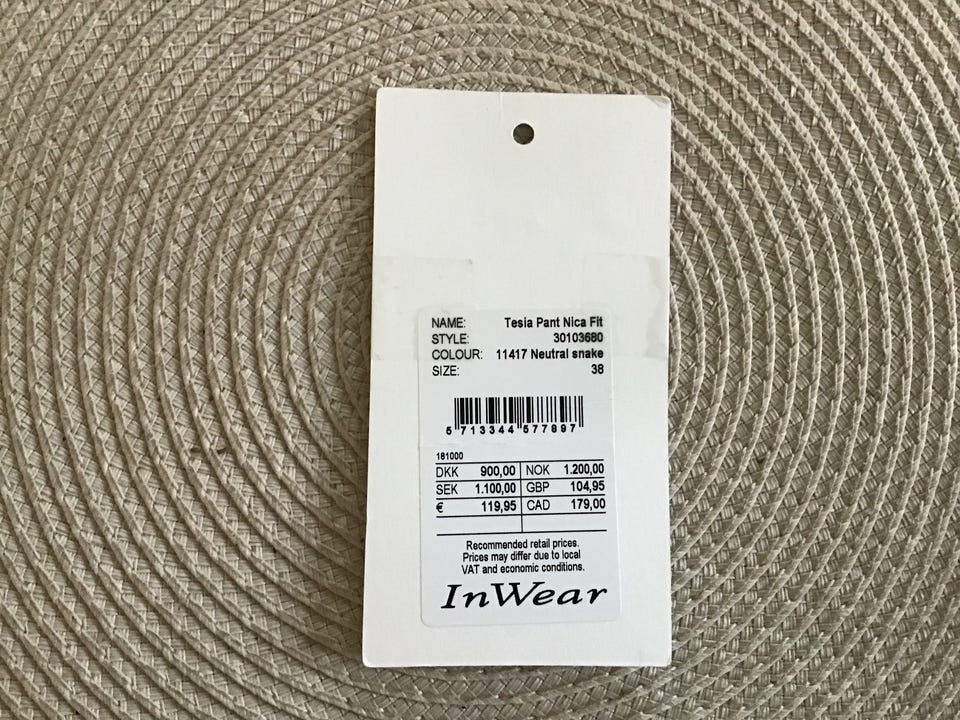 NAME: Tesia Pant Nica Fit
STYLE: 30103680
COLOUR: 11417 Neutral snake
SIZE: 38
5 713344 577897
181000
DKK 900,00 NOK 1.200,00
SEK 1.100,00 GBP 104,95
€ 119,95 CAD 179,00
Recommended retail prices.
Prices may differ due to local
VAT and economic conditions.
InWear